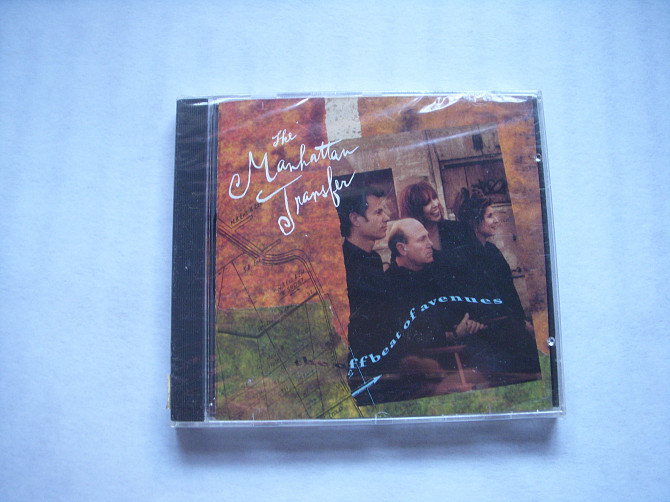 The
Manhattan
Transfer
the offbeat of avenues